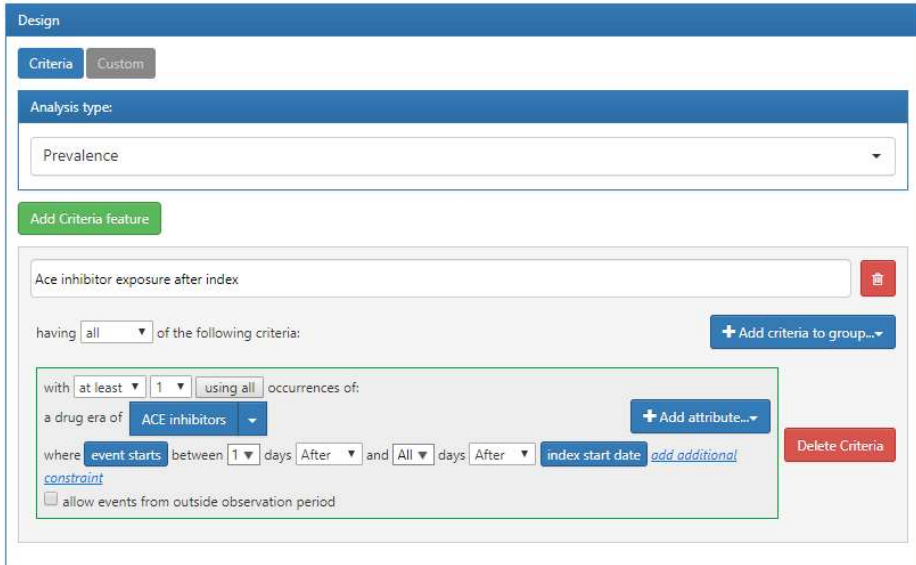 Design
Criteria Custom
Analysis type:
Prevalence
Add Criteria feature
Ace inhibitor exposure after index
having all of the following criteria:
Add criteria to group...
with at least 1 using all occurrences of:
a drug era of ACE inhibitors
Add attribute...
where event starts between 1 days After and All days After index start date add additional
constraint
Delete Criteria
allow events from outside observation period